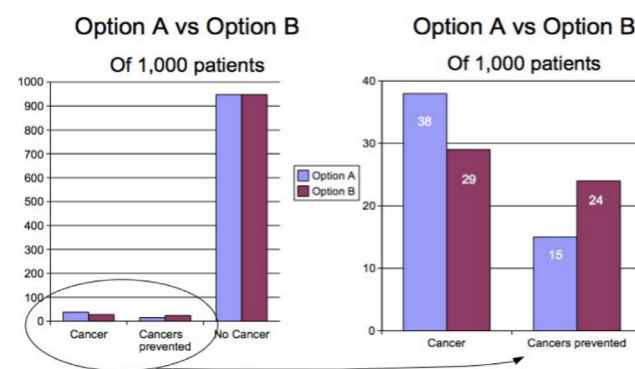 Option A vs Option B
Of 1,000 patients
1000
900
800
700
600
500
400
300
200
100
0
Cancer
Cancers
prevented
No Cancer
Option A
Option B
Option A vs Option B
Of 1,000 patients
40
30
20
10
0
38
29
15
24
Cancer
Cancers prevented